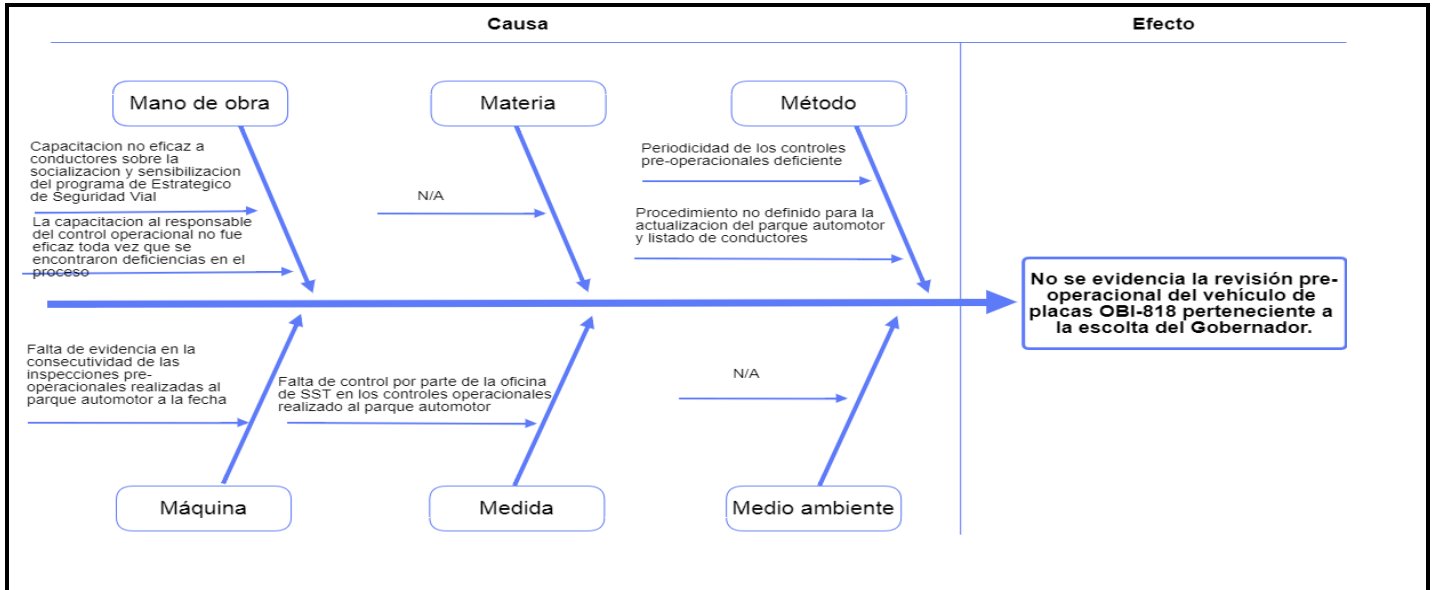 Causa
Efecto
Mano de obra
Materia
Método
Capacitacion no eficaz a
conductores sobre la
socializacion y sensibilizacion
del programa de Estrategico
de Seguridad Vial
La capacitacion al responsable
del control operacional no fue
eficaz toda vez que se
encontraron deficiencias en el
proceso
N/A
Periodicidad de los controles
pre-operacionales deficiente
Procedimiento no definido para la
actualizacion del parque automotor
y listado de conductores
No se evidencia la revisión pre-
operacional del vehículo de
placas OBI-818 perteneciente a
la escolta del Gobernador.
Falta de evidencia en la
consecutividad de las
inspecciones pre-
operacionales realizadas al
parque automotor a la fecha
Falta de control por parte de la oficina
de SST en los controles operacionales
realizado al parque automotor
N/A
Máquina
Medida
Medio ambiente